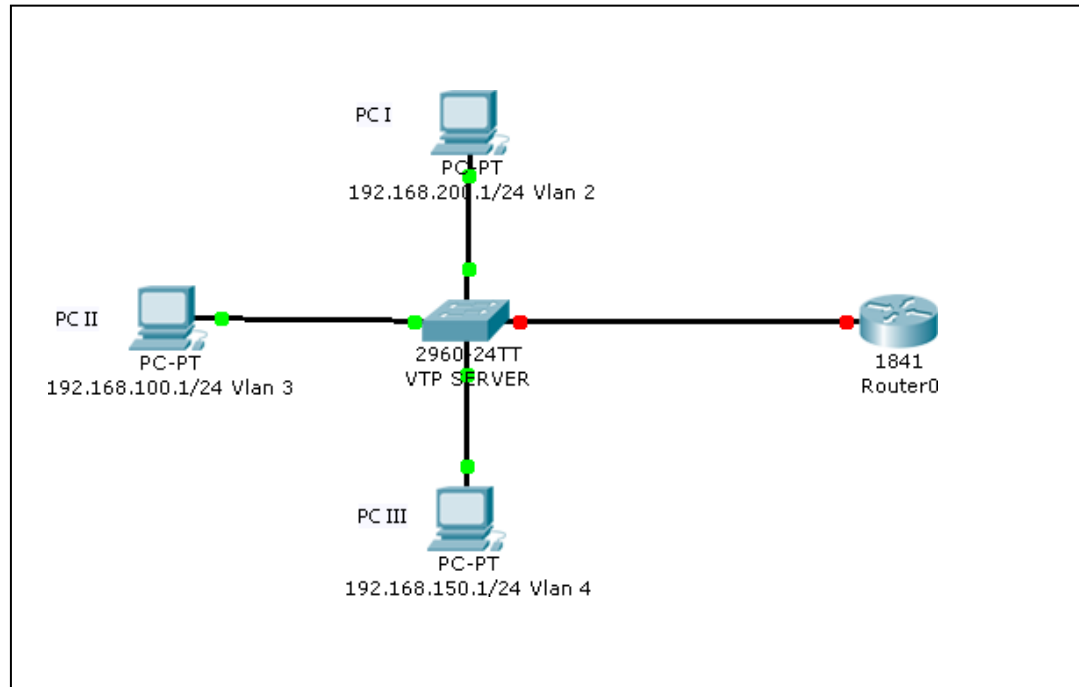 PC I
PC-PT
192.168.200.1/24 Vlan 2
PC II
PC-PT
192.168.100.1/24 Vlan 3
2960-24TT
VTP SERVER
1841
Router0
PC III
PC-PT
192.168.150.1/24 Vlan 4